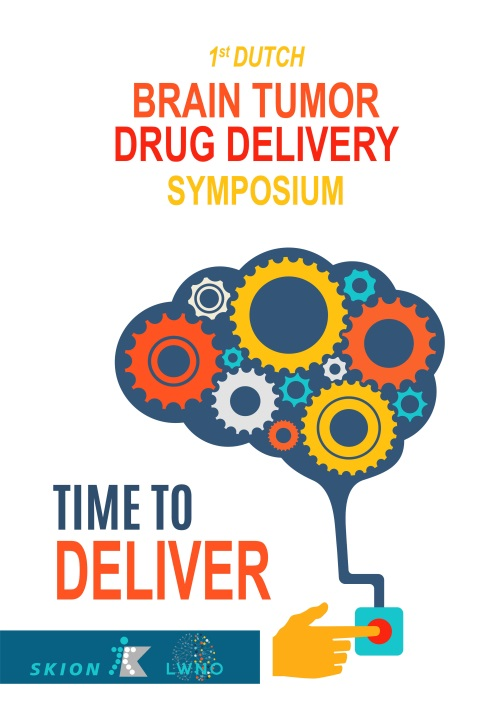 1st DUTCH
BRAIN TUMOR
DRUG DELIVERY
SYMPOSIUM
TIME TO
DELIVER
SKION LWNO